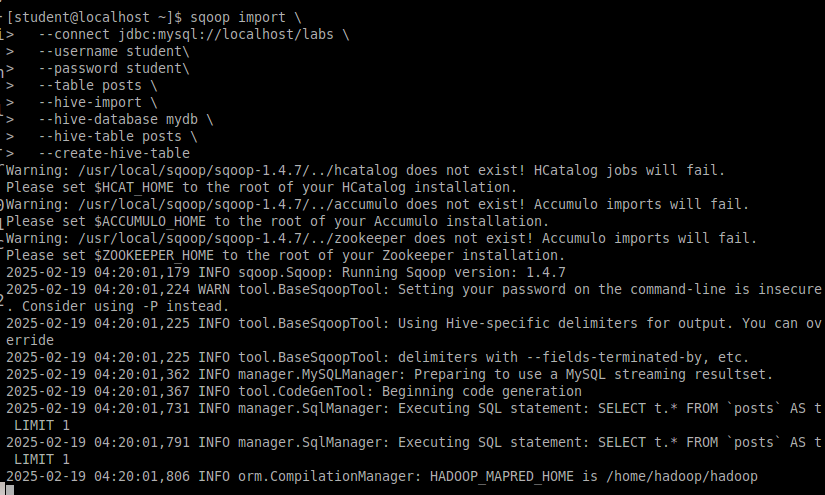 [student@localhost ~]$ sqoop import \
>   --connect jdbc:mysql://localhost/labs \
>   --username student\
>   --password student\
>   --table posts \
>   --hive-import \
>   --hive-database mydb \
>   --hive-table posts \
>   --create-hive-table
Warning: /usr/local/sqoop/sqoop-1.4.7/../hcatalog does not exist! HCatalog jobs will fail.
Please set $HCAT_HOME to the root of your HCatalog installation.
Warning: /usr/local/sqoop/sqoop-1.4.7/../accumulo does not exist! Accumulo imports will fail.
Please set $ACCUMULO_HOME to the root of your Accumulo installation.
Warning: /usr/local/sqoop/sqoop-1.4.7/../zookeeper does not exist! Accumulo imports will fail.
Please set $ZOOKEEPER_HOME to the root of your Zookeeper installation.
2025-02-19 04:20:01,179 INFO sqoop.Sqoop: Running Sqoop version: 1.4.7
2025-02-19 04:20:01,224 WARN tool.BaseSqoopTool: Setting your password on the command-line is insecure
. Consider using -P instead.
2025-02-19 04:20:01,225 INFO tool.BaseSqoopTool: Using Hive-specific delimiters for output. You can ov
erride
2025-02-19 04:20:01,225 INFO tool.BaseSqoopTool: delimiters with --fields-terminated-by, etc.
2025-02-19 04:20:01,362 INFO manager.MySQLManager: Preparing to use a MySQL streaming resultset.
2025-02-19 04:20:01,367 INFO tool.CodeGenTool: Beginning code generation
2025-02-19 04:20:01,731 INFO manager.SqlManager: Executing SQL statement: SELECT t.* FROM `posts` AS t
 LIMIT 1
2025-02-19 04:20:01,791 INFO manager.SqlManager: Executing SQL statement: SELECT t.* FROM `posts` AS t
 LIMIT 1
2025-02-19 04:20:01,806 INFO orm.CompilationManager: HADOOP_MAPRED_HOME is /home/hadoop/hadoop